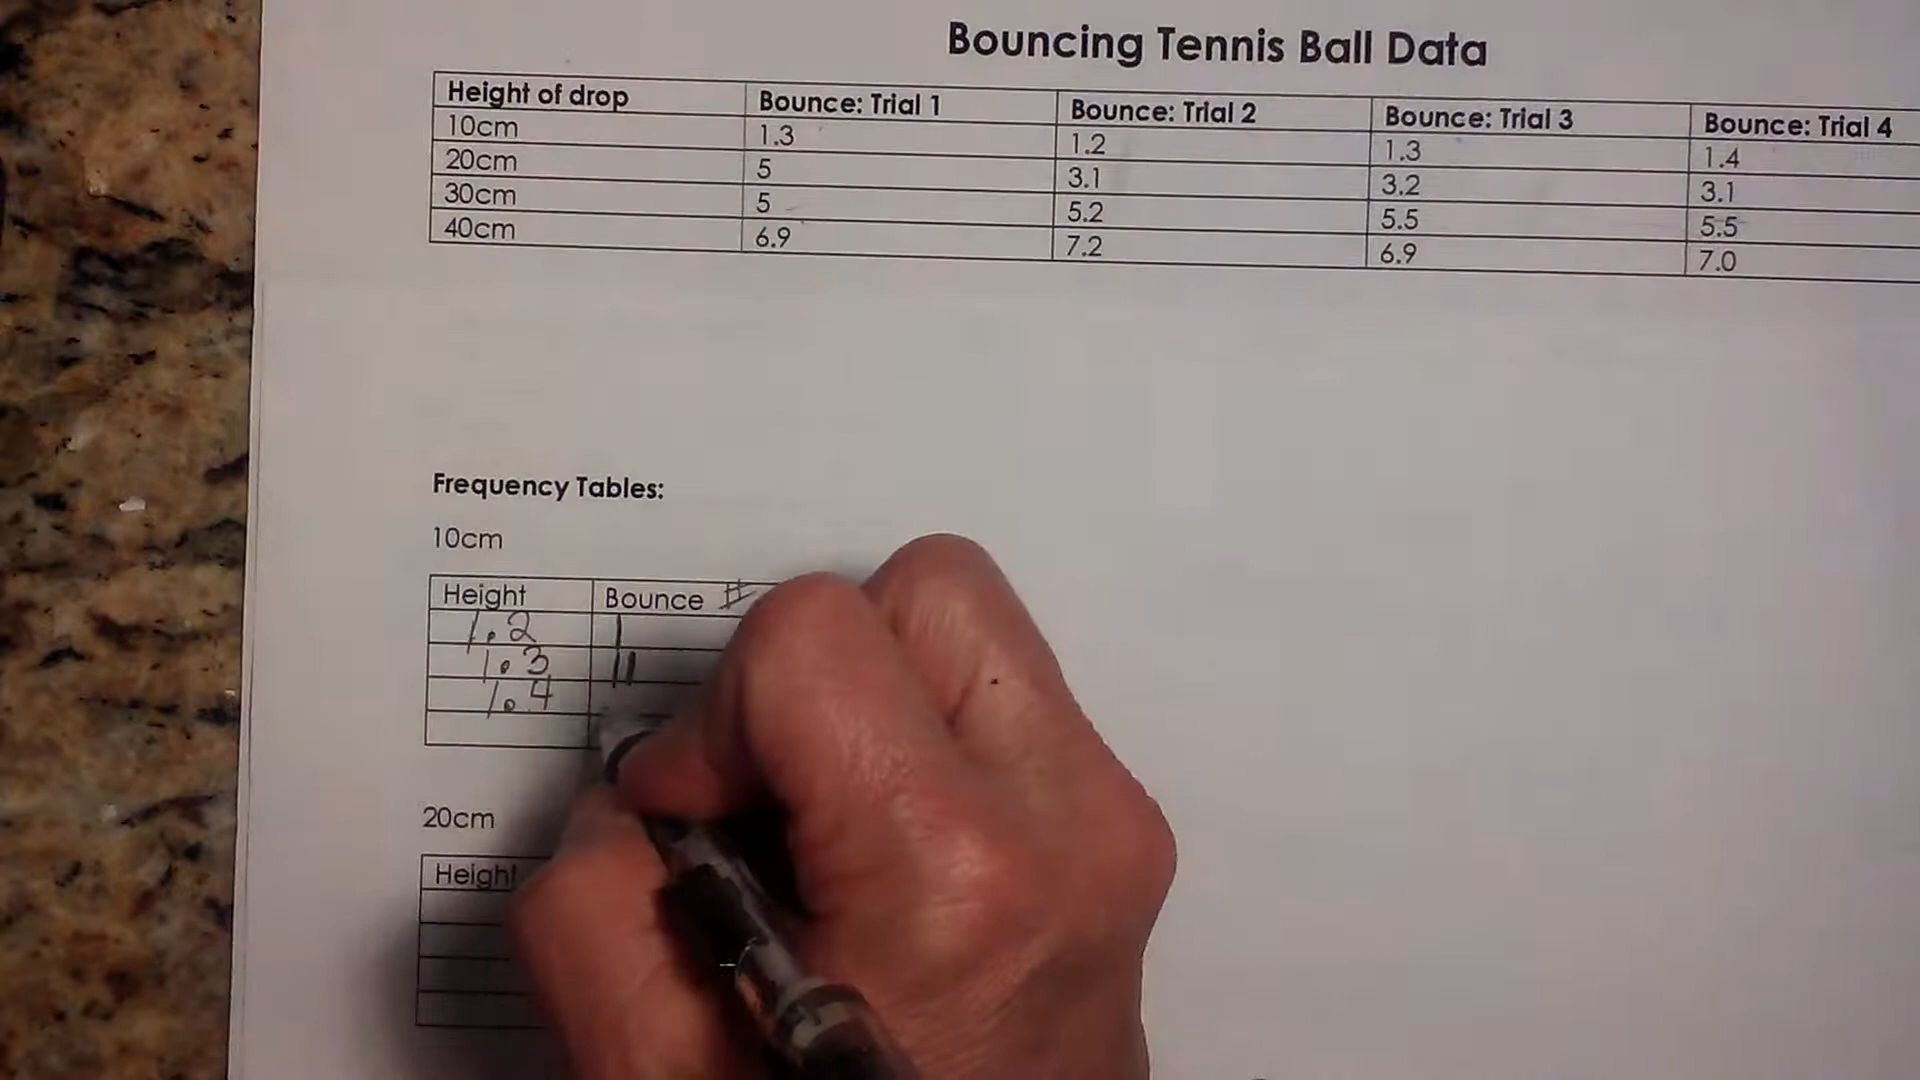 Bouncing Tennis Ball Data
Height of drop Bounce: Trial 1 Bounce: Trial 2 Bounce: Trial 3 Bounce: Trial 4
10cm 1.3 1.2 1.3 1.4
20cm 5 3.1 3.2 3.1
30cm 5 5.2 5.5 5.5
40cm 6.9 7.2 6.9 7.0
Frequency Tables:
10cm
Height Bounce #
1.2 |
1.3 ||
1.4
20cm
Height